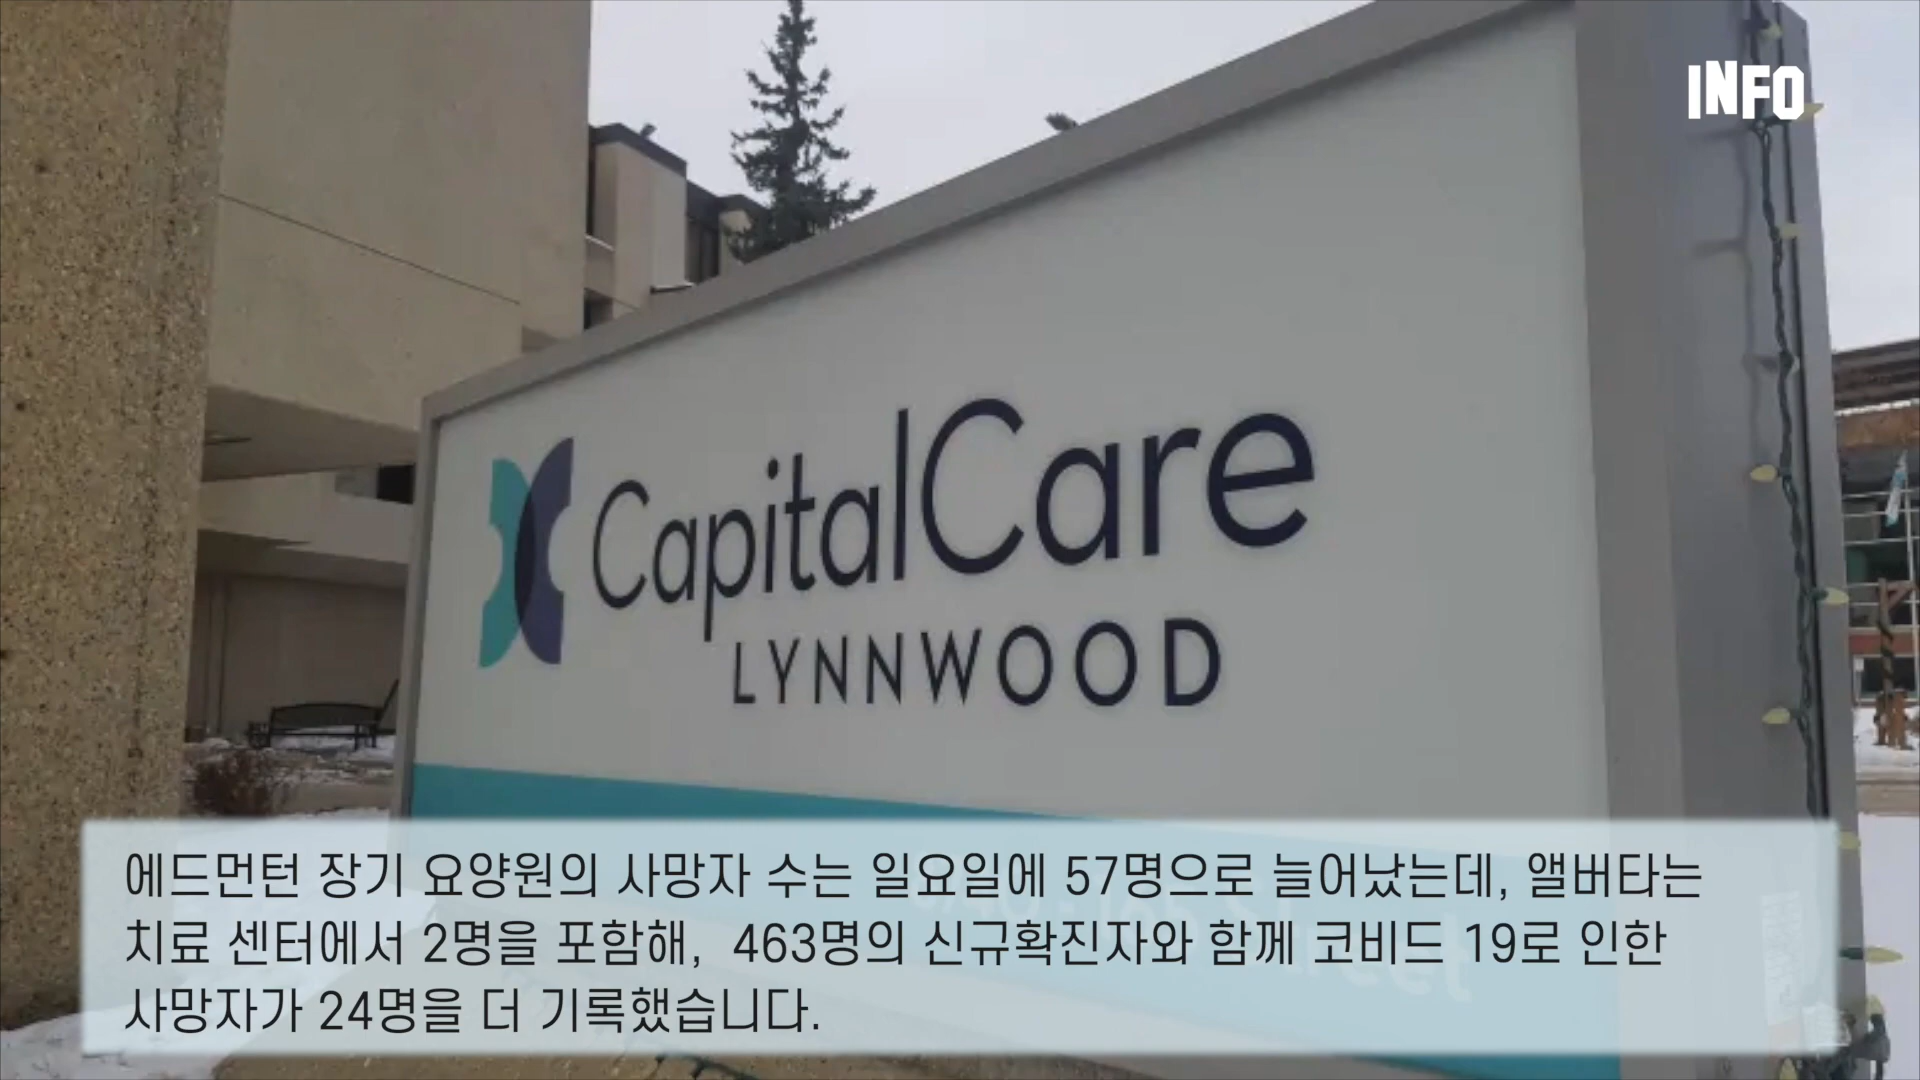 INFO
CapitalCare
LYNNWOOD
에드먼턴 장기 요양원의 사망자 수는 일요일에 57명으로 늘어났는데, 앨버타는
치료 센터에서 2명을 포함해, 463명의 신규확진자와 함께 코비드 19로 인한
사망자가 24명을 더 기록했습니다.